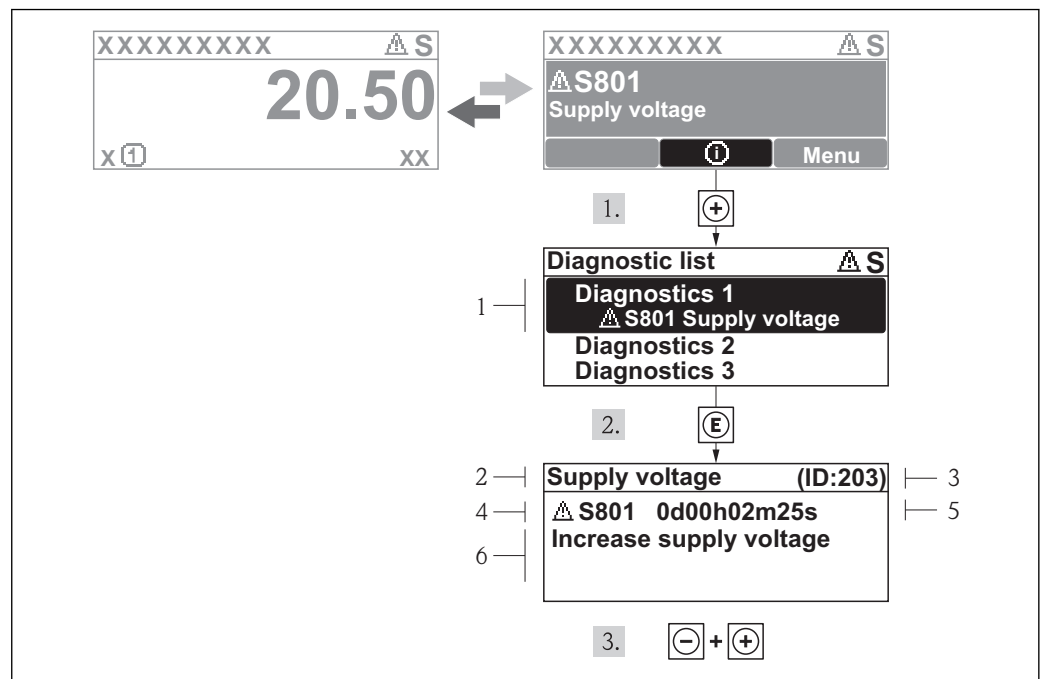 XXXXXXXXX ⚠ S
20.50
x ① xx
XXXXXXXXX ⚠ S
⚠ S801
Supply voltage
ⓘ Menu
1. ⊕
Diagnostic list ⚠ S
1
Diagnostics 1
⚠ S801 Supply voltage
Diagnostics 2
Diagnostics 3
2. Ⓔ
2 Supply voltage (ID:203) 3
4 ⚠ S801 0d00h02m25s 5
6 Increase supply voltage
3. ⊖ + ⊕